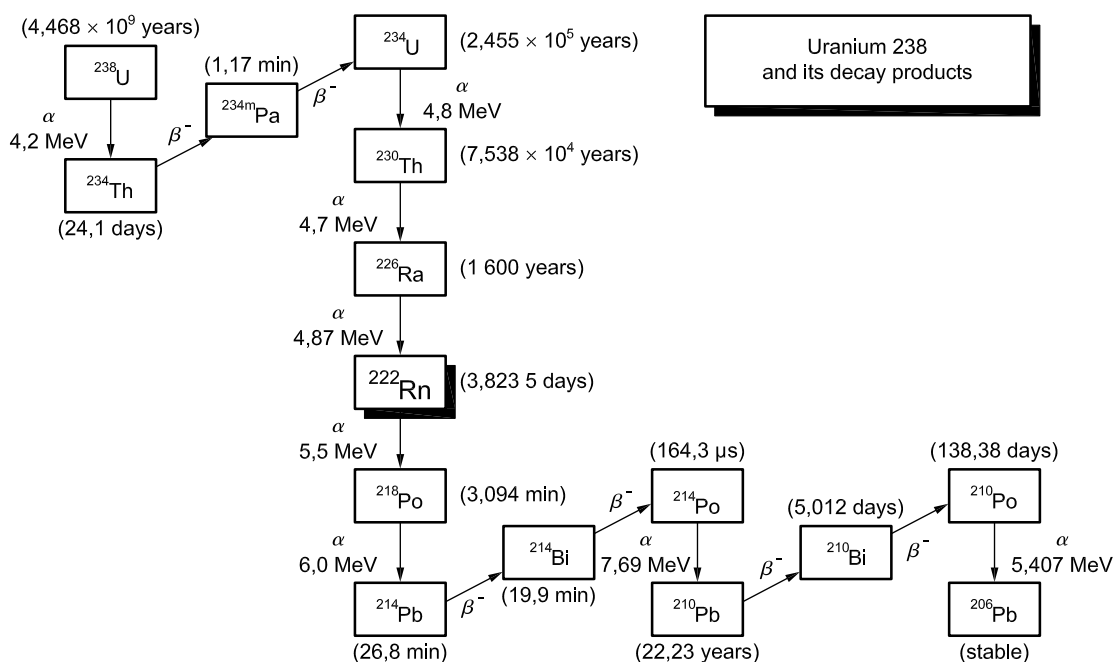 (4,468 × 10⁹ years)
²³⁸U
α
4,2 MeV
²³⁴Th
(24,1 days)
β⁻
(1,17 min)
²³⁴ᵐPa
β⁻
²³⁴U
(2,455 × 10⁵ years)
α
4,8 MeV
²³⁰Th
(7,538 × 10⁴ years)
α
4,7 MeV
²²⁶Ra
(1 600 years)
α
4,87 MeV
²²²Rn
(3,823 5 days)
α
5,5 MeV
²¹⁸Po
(3,094 min)
α
6,0 MeV
²¹⁴Pb
(26,8 min)
β⁻
²¹⁴Bi
(19,9 min)
β⁻
(164,3 µs)
²¹⁴Po
α
7,69 MeV
²¹⁰Pb
(22,23 years)
β⁻
(5,012 days)
²¹⁰Bi
β⁻
(138,38 days)
²¹⁰Po
α
5,407 MeV
²⁰⁶Pb
(stable)
Uranium 238
and its decay products